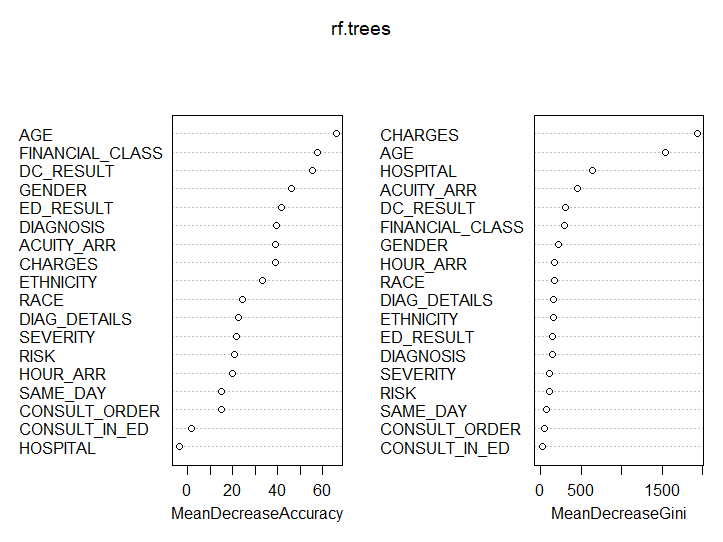 rf.trees
AGE
FINANCIAL_CLASS
DC_RESULT
GENDER
ED_RESULT
DIAGNOSIS
ACUITY_ARR
CHARGES
ETHNICITY
RACE
DIAG_DETAILS
SEVERITY
RISK
HOUR_ARR
SAME_DAY
CONSULT_ORDER
CONSULT_IN_ED
HOSPITAL
0 20 40 60
MeanDecreaseAccuracy
CHARGES
AGE
HOSPITAL
ACUITY_ARR
DC_RESULT
FINANCIAL_CLASS
GENDER
HOUR_ARR
RACE
DIAG_DETAILS
ETHNICITY
ED_RESULT
DIAGNOSIS
SEVERITY
RISK
SAME_DAY
CONSULT_ORDER
CONSULT_IN_ED
0 500 1500
MeanDecreaseGini